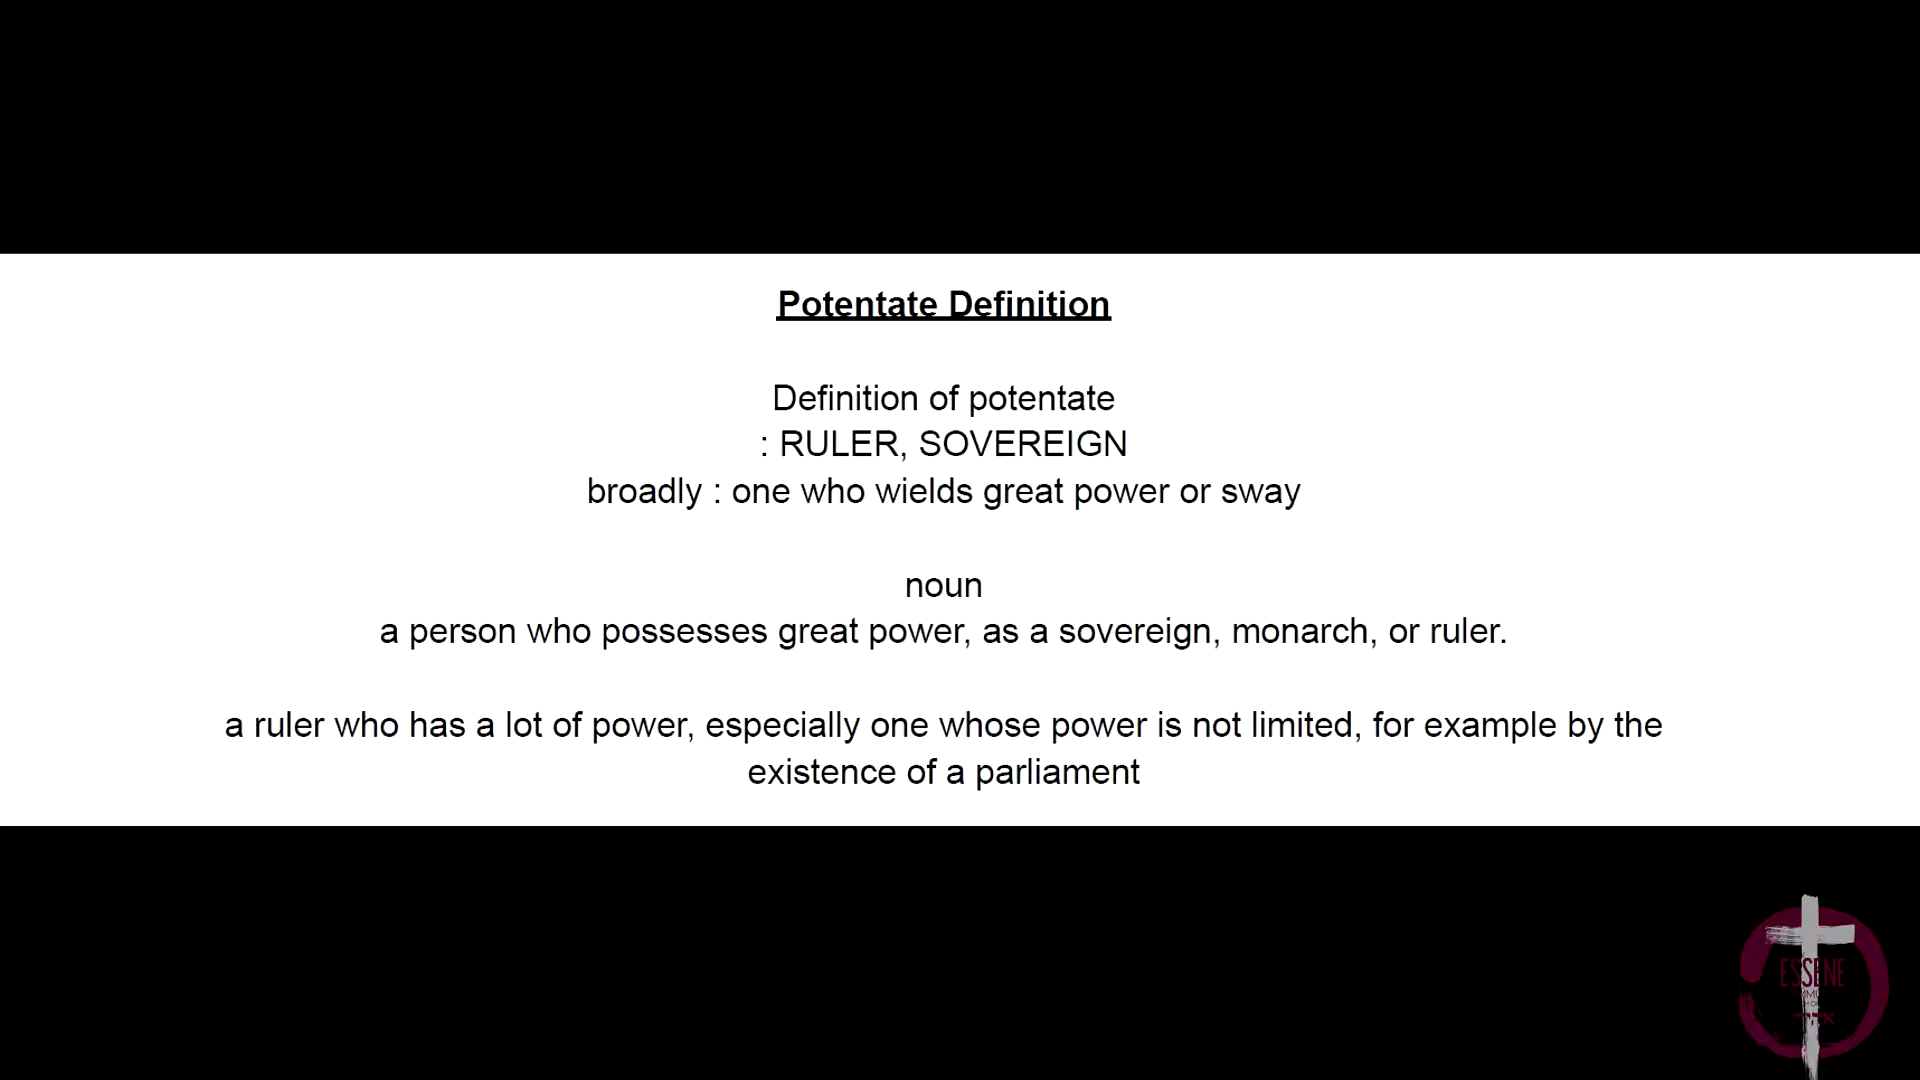 Potentate Definition
Definition of potentate
: RULER, SOVEREIGN
broadly : one who wields great power or sway
noun
a person who possesses great power, as a sovereign, monarch, or ruler.
a ruler who has a lot of power, especially one whose power is not limited, for example by the
existence of a parliament
ESSENE